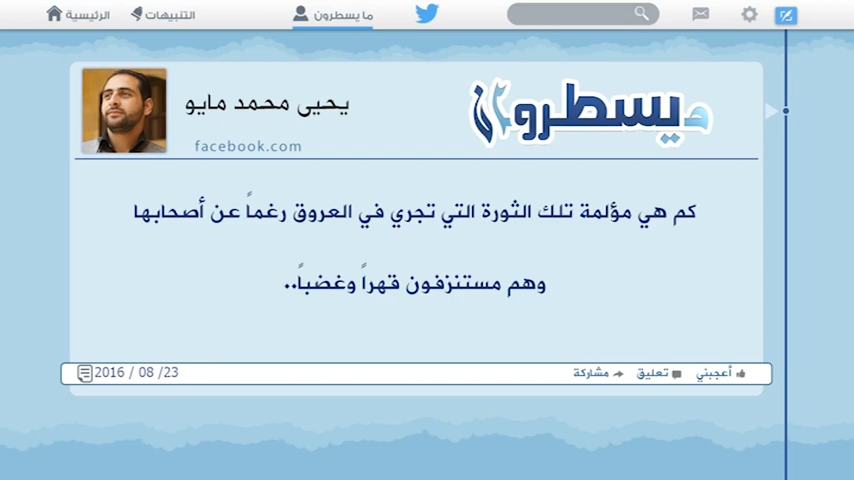 ما يسطرون
التنبيهات
الرئيسية
يحيى محمد مايو
facebook.com
ما يسطرون
كم هي مؤلمة تلك الثورة التي تجري في العروق رغماً عن أصحابها
وهم مستنزفون قهراً وغضباً..
أعجبني تعليق مشاركة
2016 / 08 /23